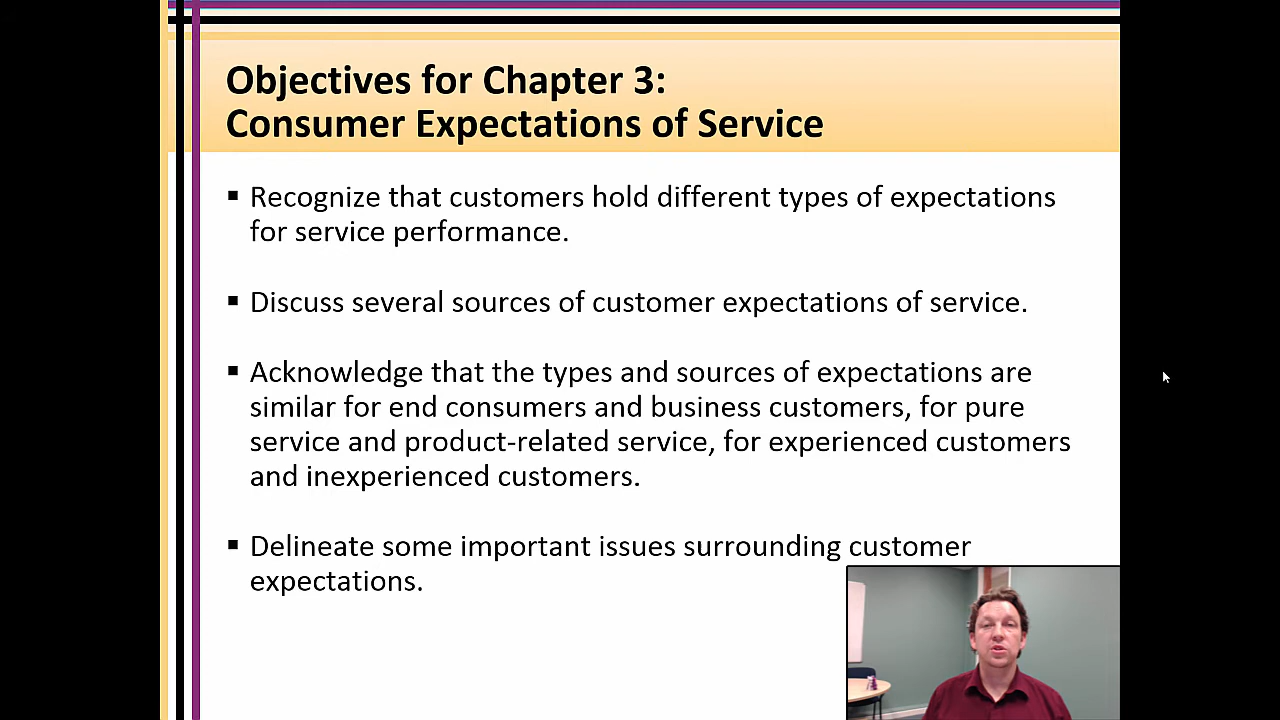 Objectives for Chapter 3:
Consumer Expectations of Service
▪ Recognize that customers hold different types of expectations
for service performance.
▪ Discuss several sources of customer expectations of service.
▪ Acknowledge that the types and sources of expectations are
similar for end consumers and business customers, for pure
service and product-related service, for experienced customers
and inexperienced customers.
▪ Delineate some important issues surrounding customer
expectations.